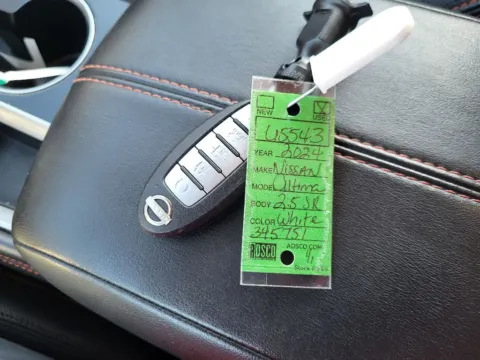 NEW USED
US543
YEAR 2024
MAKE NISSAN
MODEL Ultima
BODY 2.5 SR
COLOR White
345751
ADSCO ADSCO.COM
NISSAN